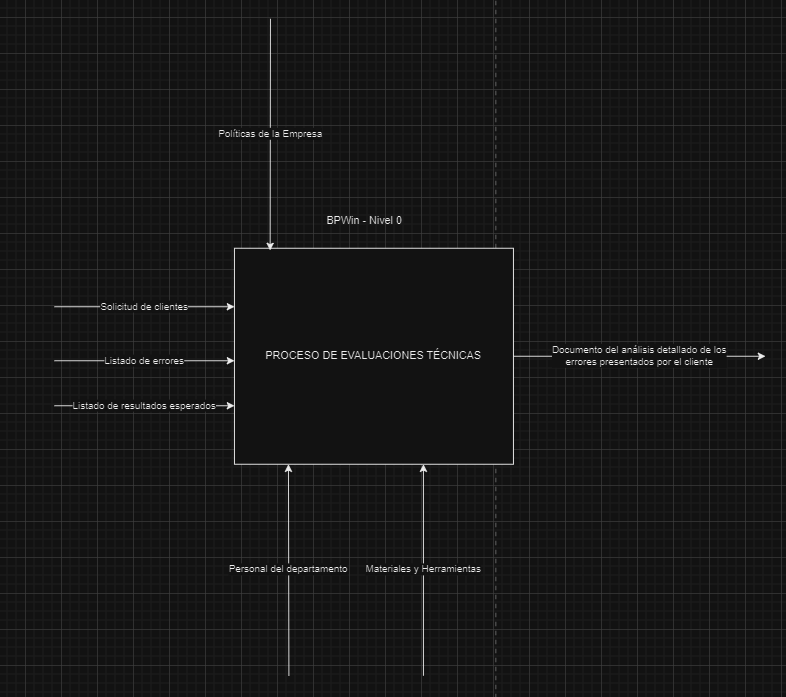 Políticas de la Empresa
BPWin - Nivel 0
Solicitud de clientes
Listado de errores
Listado de resultados esperados
PROCESO DE EVALUACIONES TÉCNICAS
Documento del análisis detallado de los
errores presentados por el cliente
Personal del departamento
Materiales y Herramientas